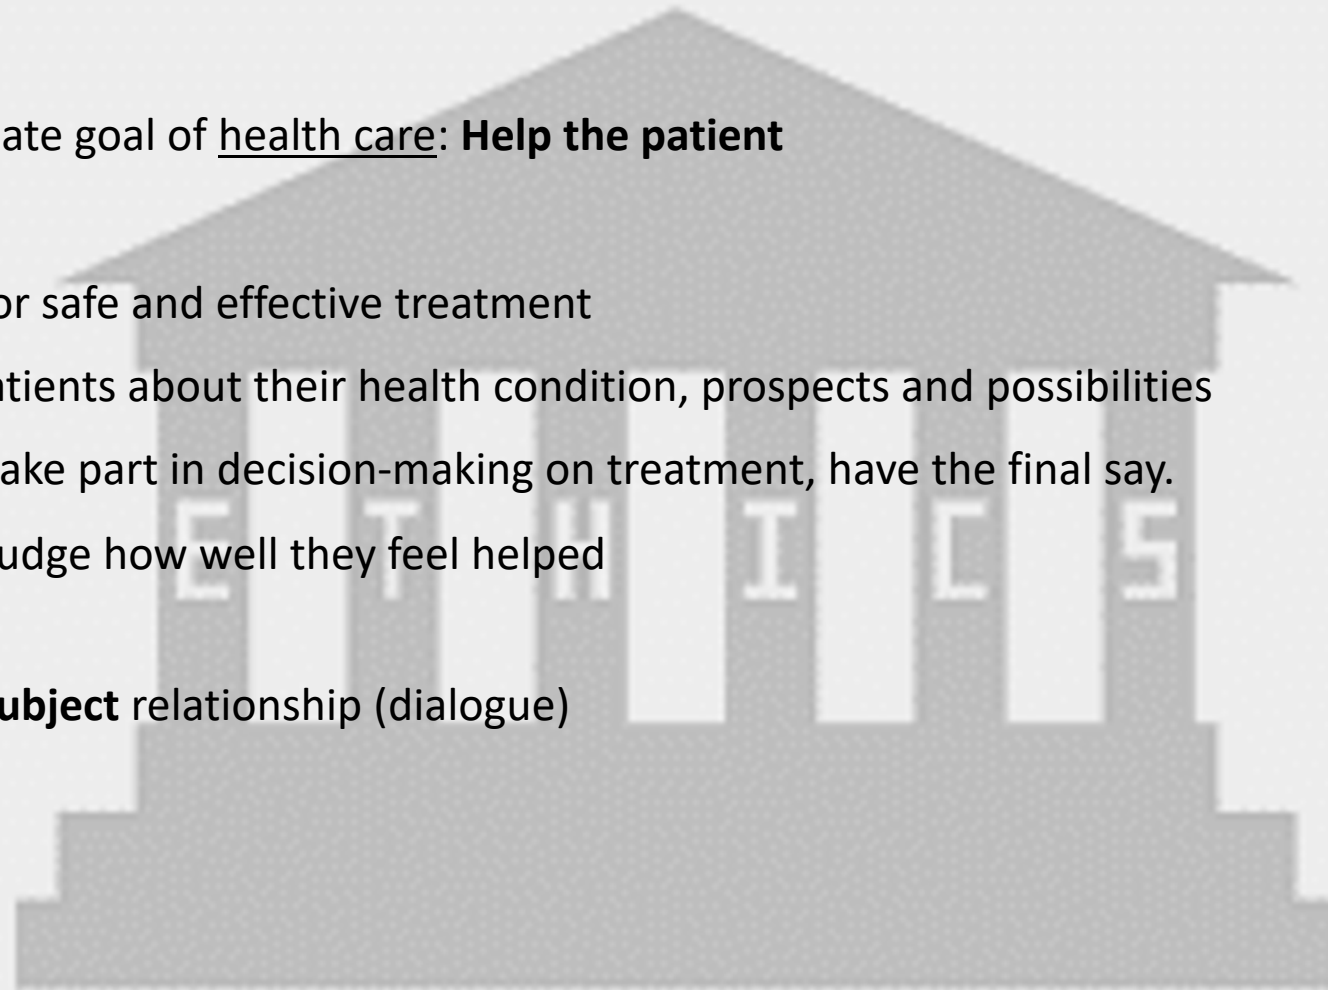 ate goal of health care: Help the patient
or safe and effective treatment
tients about their health condition, prospects and possibilities
ake part in decision-making on treatment, have the final say.
udge how well they feel helped
E T H I C S
ubject relationship (dialogue)